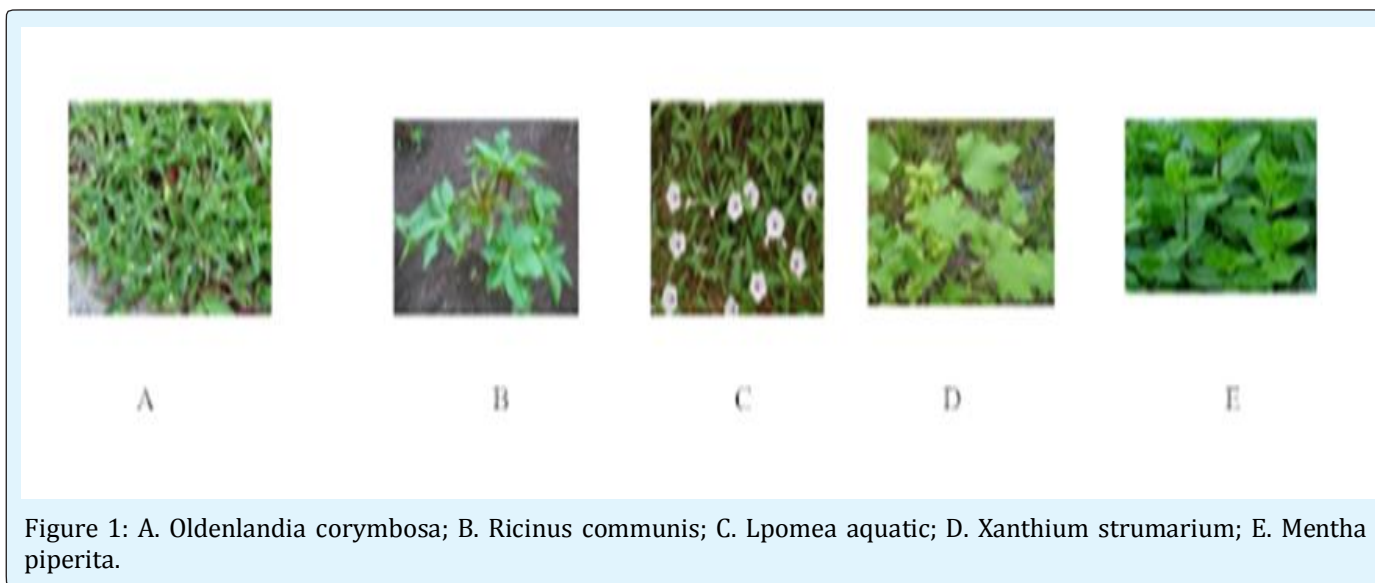 A B C D E
Figure 1: A. Oldenlandia corymbosa; B. Ricinus communis; C. Lpomea aquatic; D. Xanthium strumarium; E. Mentha
piperita.